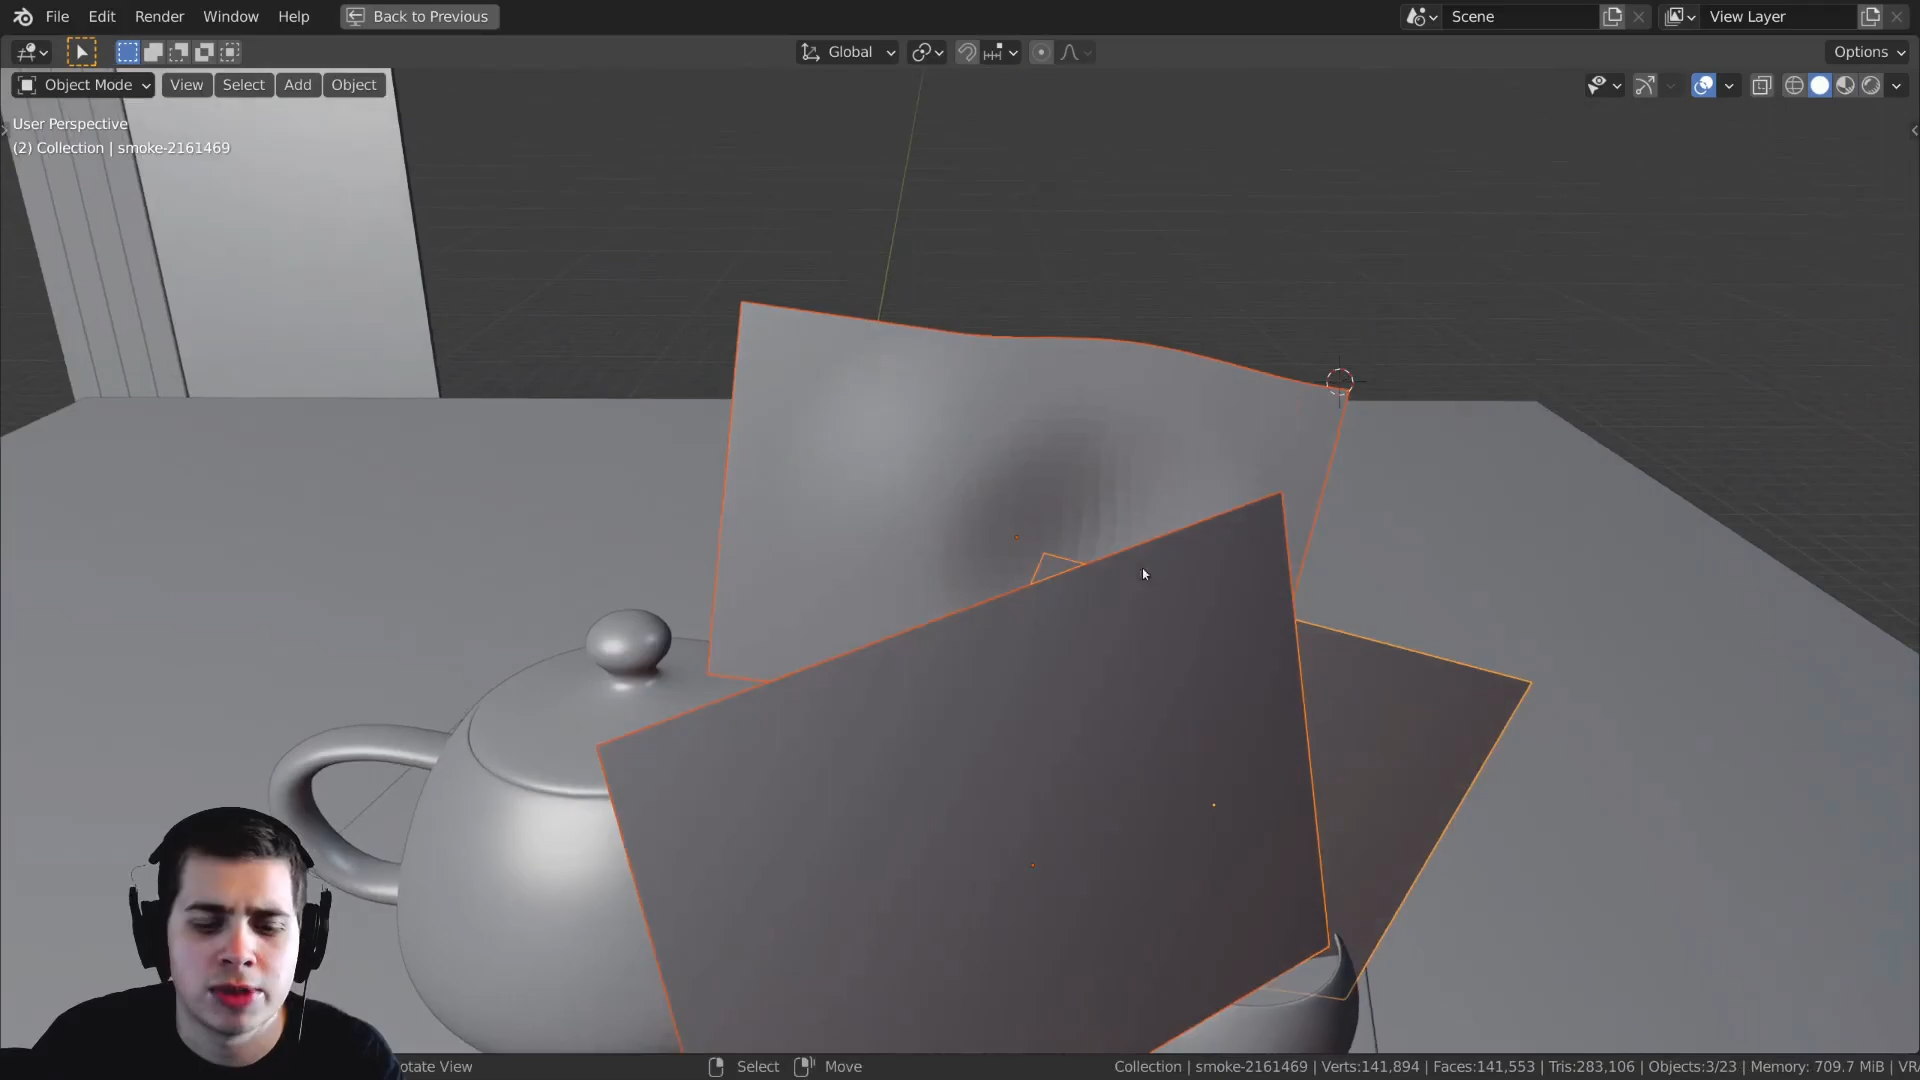 File Edit Render Window Help Back to Previous Scene View Layer
Global Options
Object Mode View Select Add Object
User Perspective
(2) Collection | smoke-2161469
otate View Select Move Collection | smoke-2161469 | Verts:141,894 | Faces:141,553 | Tris:283,106 | Objects:3/23 | Memory: 709.7 MiB | VR